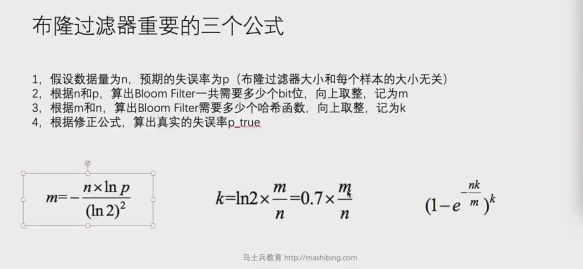 布隆过滤器重要的三个公式
1，假设数据量为n，预期的失误率为p（布隆过滤器大小和每个样本的大小无关）
2，根据n和p，算出Bloom Filter一共需要多少个bit位，向上取整，记为m
3，根据m和n，算出Bloom Filter需要多少个哈希函数，向上取整，记为k
4，根据修正公式，算出真实的失误率p_true
m=-\frac{n×ln p}{(ln 2)^2}
k=ln2×\frac{m}{n}=0.7×\frac{m}{n}
(1-e^{-\frac{nk}{m}})^k
马士兵教育 http://mashibing.com